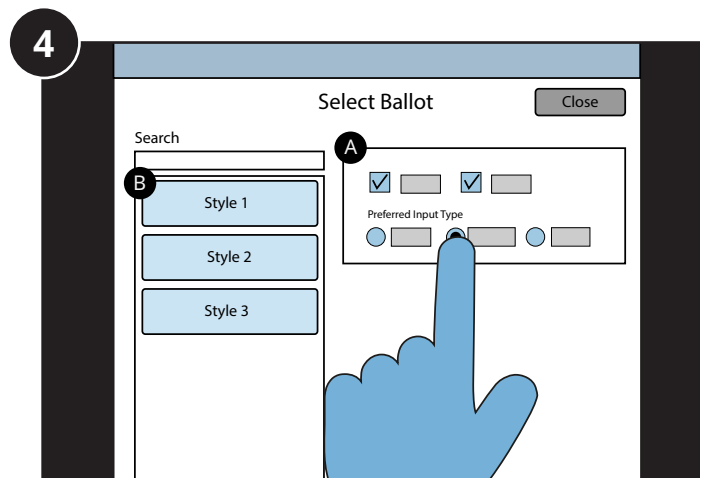 4
Select Ballot
Close
Search
A
B
Style 1
Style 2
Style 3
Preferred Input Type